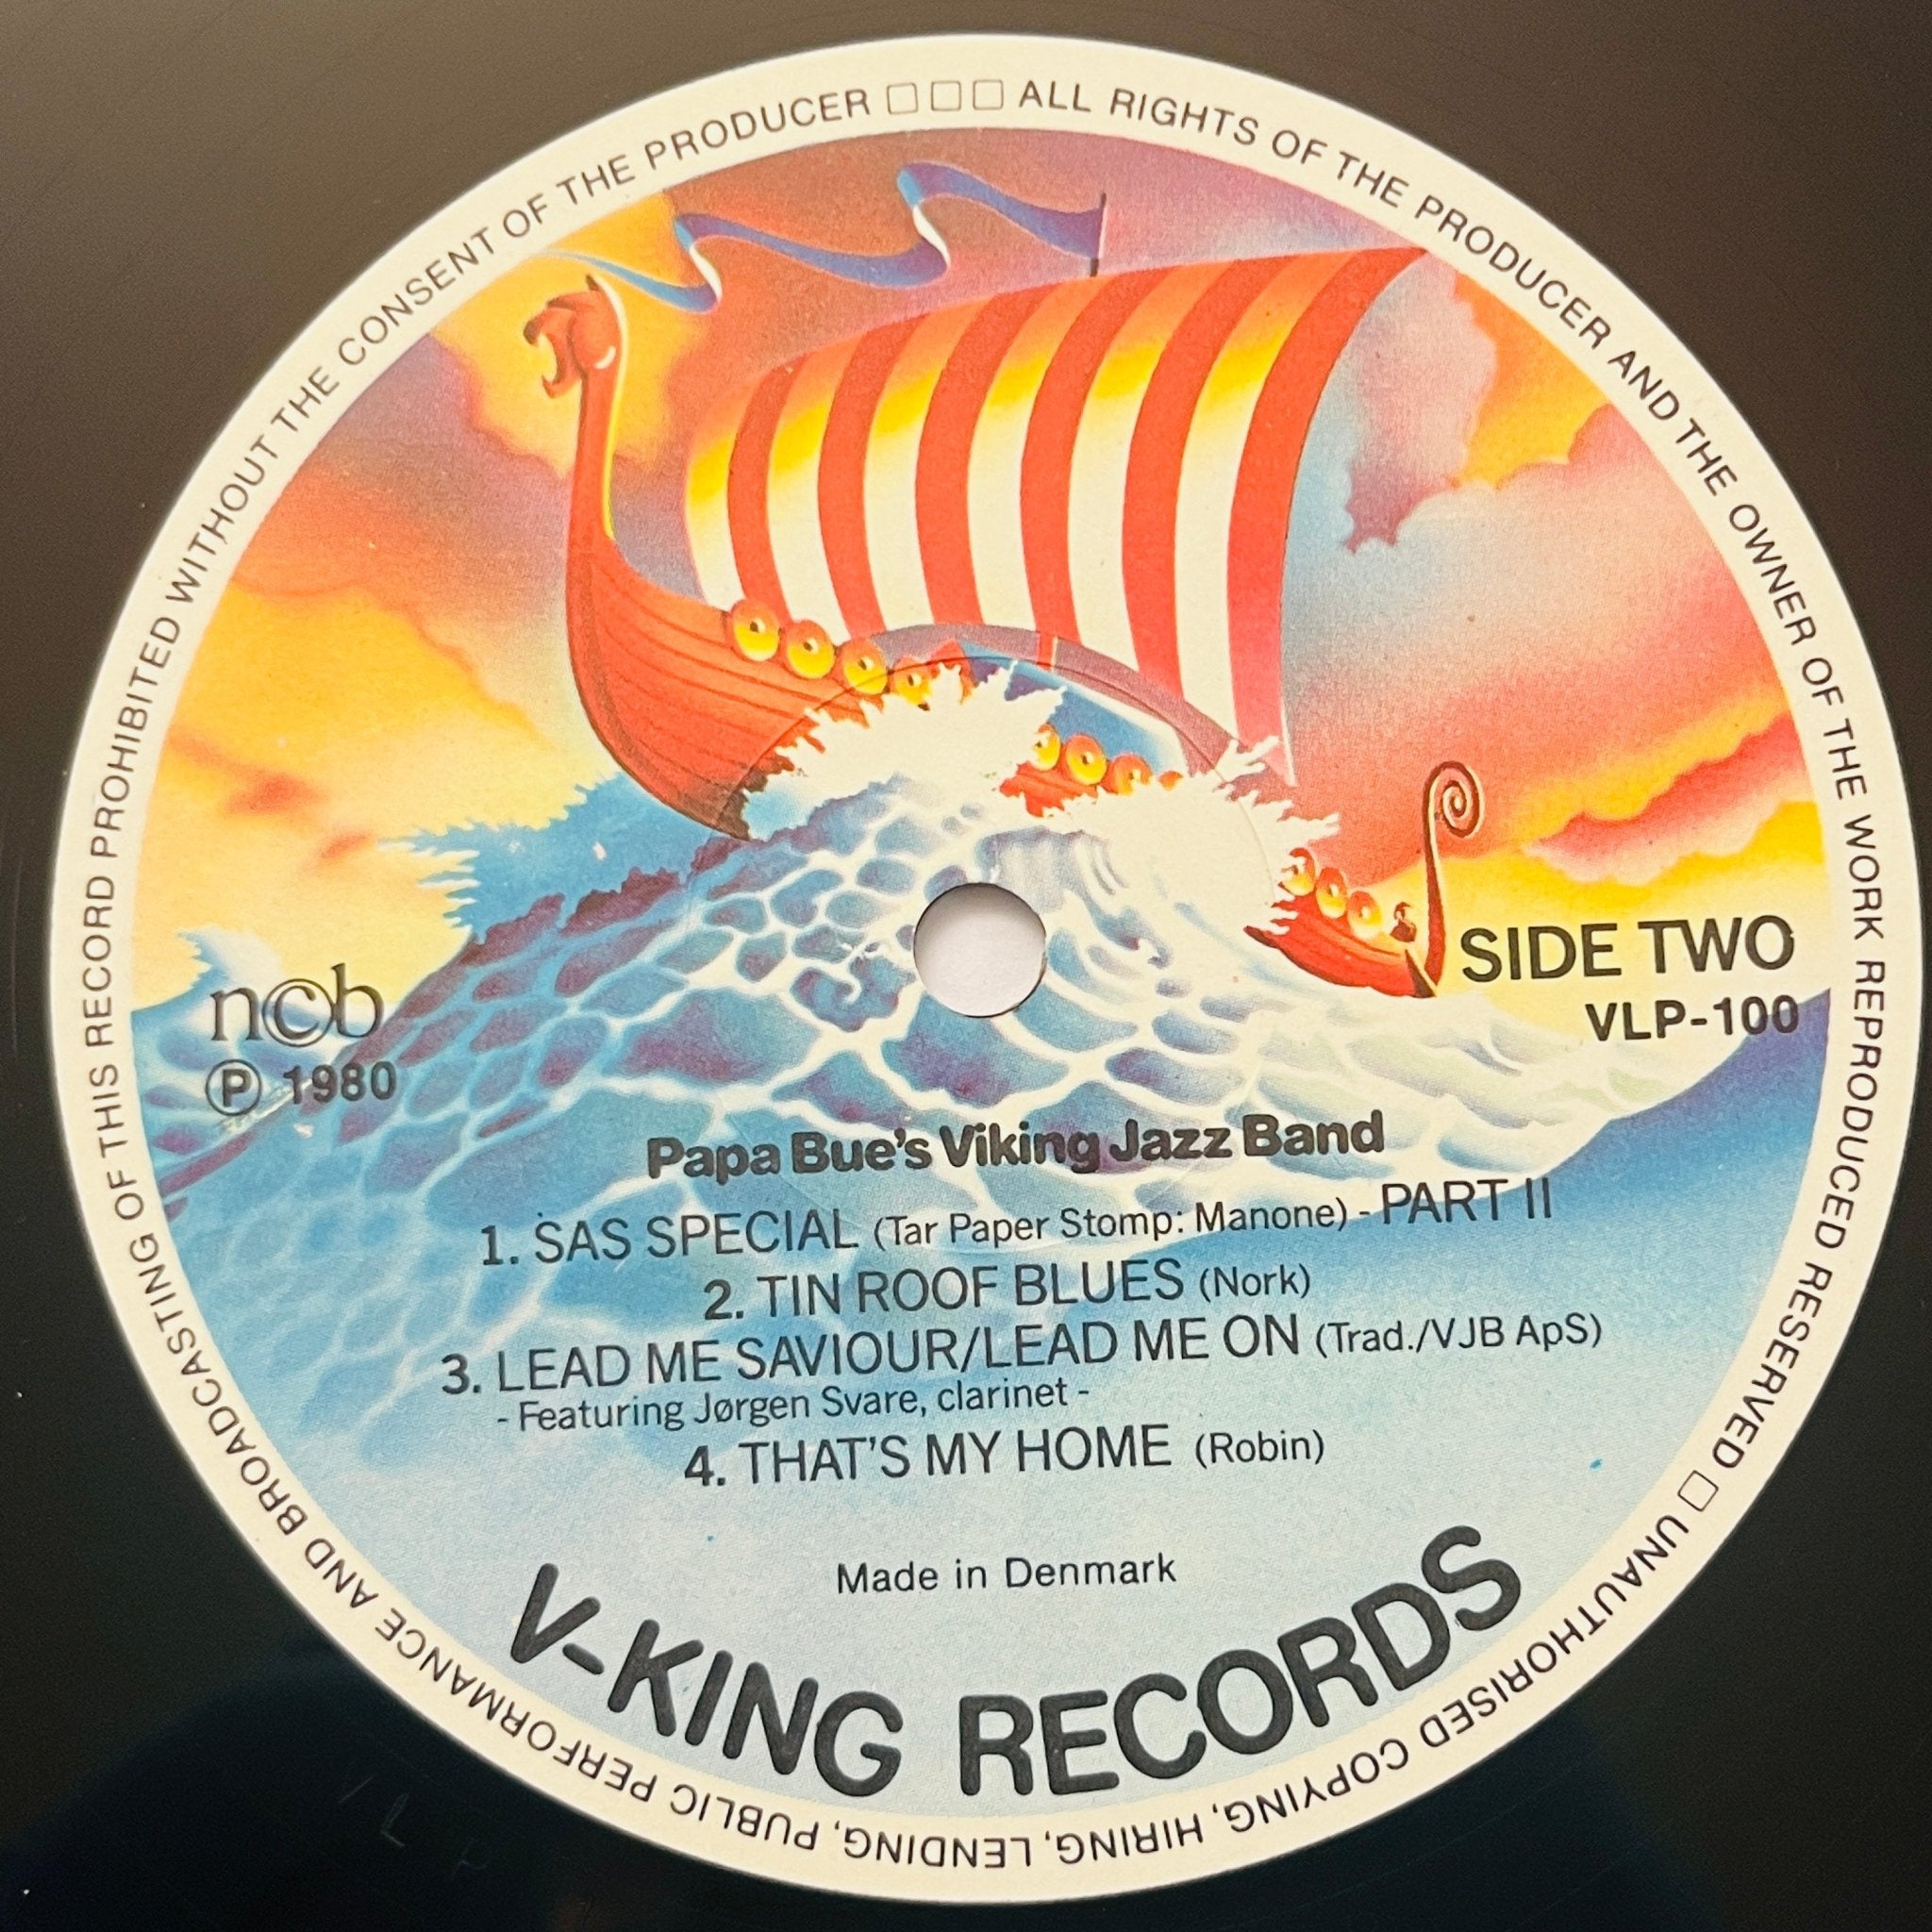 ALL RIGHTS OF THE PRODUCER AND THE OWNER OF THE WORK REPRODUCED RESERVED □ UNAUTHORISED COPYING, HIRING, LENDING, PUBLIC PERFORMANCE AND BROADCASTING OF THIS RECORD PROHIBITED WITHOUT THE CONSENT OF THE PRODUCER □□□
SIDE TWO
VLP-100
n©b
Ⓟ 1980
Papa Bue's Viking Jazz Band
1. SAS SPECIAL (Tar Paper Stomp: Manone) - PART II
2. TIN ROOF BLUES (Nork)
3. LEAD ME SAVIOUR/LEAD ME ON (Trad./VJB ApS)
- Featuring Jørgen Svare, clarinet -
4. THAT'S MY HOME (Robin)
Made in Denmark
V-KING RECORDS